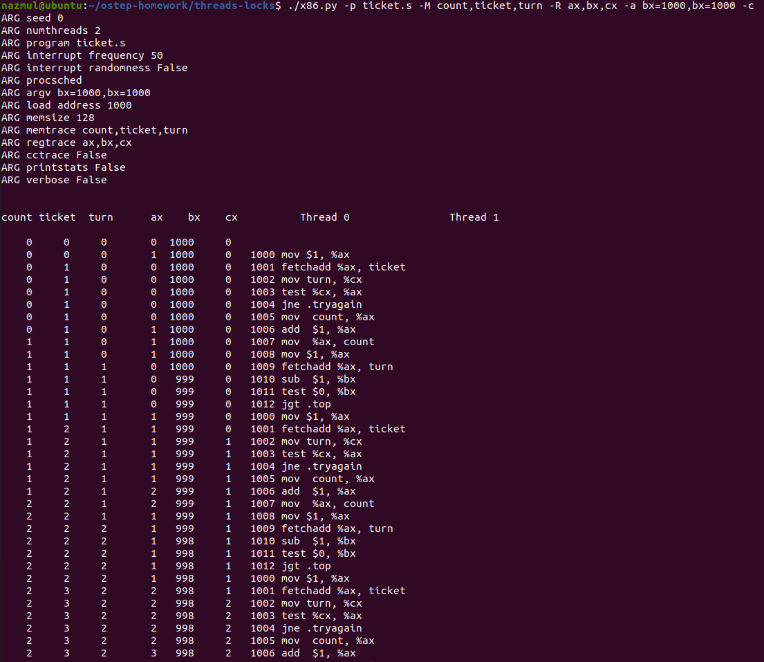 nazmul@ubuntu:~/ostep-homework/threads-locks$ ./x86.py -p ticket.s -M count,ticket,turn -R ax,bx,cx -a bx=1000,bx=1000 -c
ARG seed 0
ARG numthreads 2
ARG program ticket.s
ARG interrupt frequency 50
ARG interrupt randomness False
ARG procsched
ARG argv bx=1000,bx=1000
ARG load address 1000
ARG memsize 128
ARG memtrace count,ticket,turn
ARG regtrace ax,bx,cx
ARG cctrace False
ARG printstats False
ARG verbose False
count ticket turn ax bx cx Thread 0 Thread 1
0 0 0 0 1000 0
0 0 0 1 1000 0 1000 mov $1, %ax
0 1 0 0 1000 0 1001 fetchadd %ax, ticket
0 1 0 0 1000 0 1002 mov turn, %cx
0 1 0 0 1000 0 1003 test %cx, %ax
0 1 0 0 1000 0 1004 jne .tryagain
0 1 0 0 1000 0 1005 mov count, %ax
0 1 0 1 1000 0 1006 add $1, %ax
1 1 0 1 1000 0 1007 mov %ax, count
1 1 0 1 1000 0 1008 mov $1, %ax
1 1 1 0 1000 0 1009 fetchadd %ax, turn
1 1 1 0 999 0 1010 sub $1, %bx
1 1 1 0 999 0 1011 test $0, %bx
1 1 1 0 999 0 1012 jgt .top
1 1 1 1 999 0 1000 mov $1, %ax
1 2 1 1 999 0 1001 fetchadd %ax, ticket
1 2 1 1 999 1 1002 mov turn, %cx
1 2 1 1 999 1 1003 test %cx, %ax
1 2 1 1 999 1 1004 jne .tryagain
1 2 1 1 999 1 1005 mov count, %ax
1 2 1 2 999 1 1006 add $1, %ax
2 2 1 2 999 1 1007 mov %ax, count
2 2 1 1 999 1 1008 mov $1, %ax
2 2 2 1 999 1 1009 fetchadd %ax, turn
2 2 2 1 998 1 1010 sub $1, %bx
2 2 2 1 998 1 1011 test $0, %bx
2 2 2 1 998 1 1012 jgt .top
2 2 2 1 998 1 1000 mov $1, %ax
2 3 2 2 998 1 1001 fetchadd %ax, ticket
2 3 2 2 998 2 1002 mov turn, %cx
2 3 2 2 998 2 1003 test %cx, %ax
2 3 2 2 998 2 1004 jne .tryagain
2 3 2 2 998 2 1005 mov count, %ax
2 3 2 3 998 2 1006 add $1, %ax